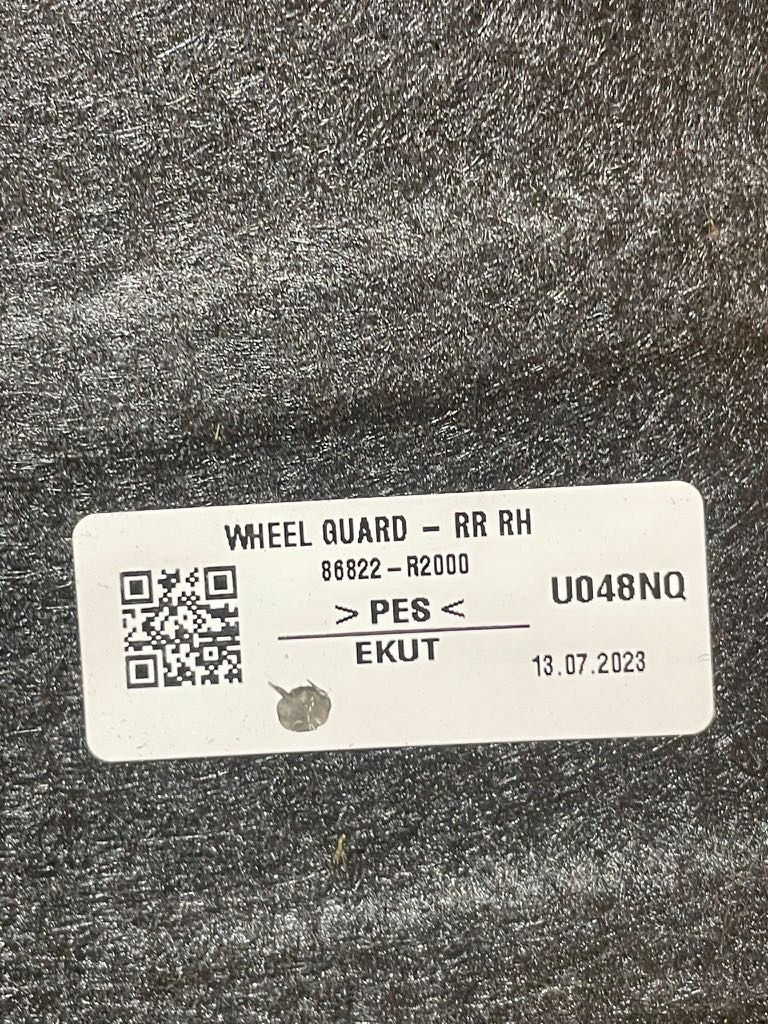 WHEEL GUARD – RR RH
86822–R2000
> PES <
EKUT
U048NQ
13.07.2023